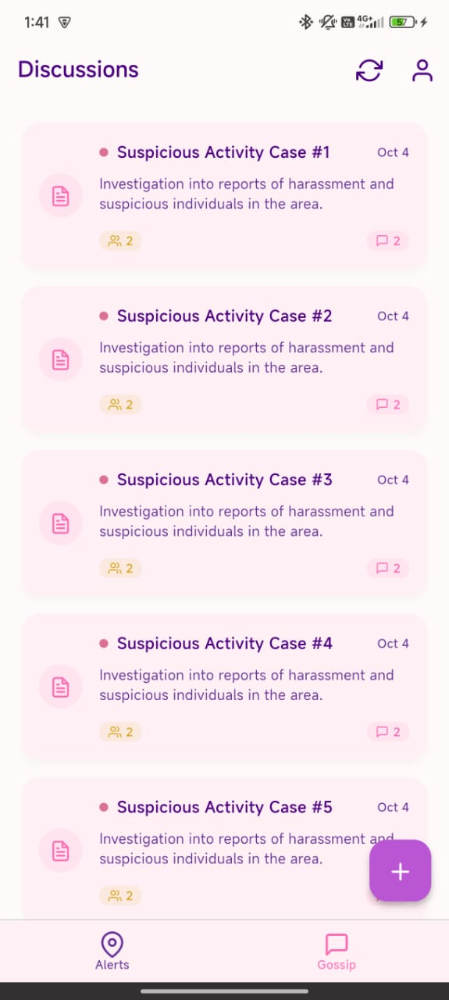 1:41
Vo LTE 4G+ 57
Discussions
Suspicious Activity Case #1 Oct 4
Investigation into reports of harassment and
suspicious individuals in the area.
2 2
Suspicious Activity Case #2 Oct 4
Investigation into reports of harassment and
suspicious individuals in the area.
2 2
Suspicious Activity Case #3 Oct 4
Investigation into reports of harassment and
suspicious individuals in the area.
2 2
Suspicious Activity Case #4 Oct 4
Investigation into reports of harassment and
suspicious individuals in the area.
2 2
Suspicious Activity Case #5 Oct 4
Investigation into reports of harassment and
suspicious individuals in the area.
2
Alerts Gossip